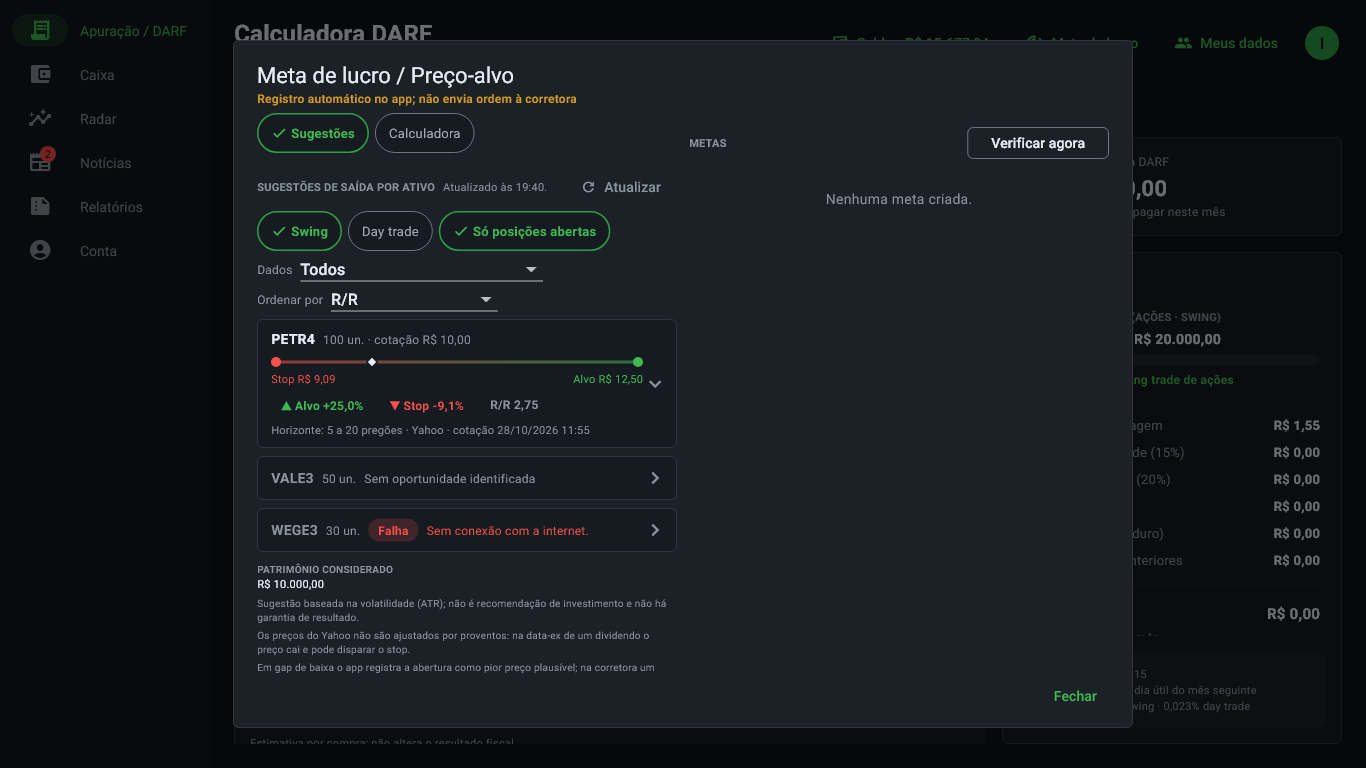 Apuração / DARF
Caixa
Radar
2
Notícias
Relatórios
Conta
Calculadora DARF
Meus dados
I
Meta de lucro / Preço-alvo
Registro automático no app; não envia ordem à corretora
Sugestões
Calculadora
SUGESTÕES DE SAÍDA POR ATIVO Atualizado às 19:40.
Atualizar
Swing
Day trade
Só posições abertas
Dados Todos
Ordenar por R/R
PETR4 100 un. · cotação R$ 10,00
Stop R$ 9,09
Alvo R$ 12,50
Alvo +25,0%
Stop -9,1%
R/R 2,75
Horizonte: 5 a 20 pregões · Yahoo · cotação 28/10/2026 11:55
VALE3 50 un. Sem oportunidade identificada
WEGE3 30 un. Falha Sem conexão com a internet.
PATRIMÔNIO CONSIDERADO
R$ 10.000,00
Sugestão baseada na volatilidade (ATR); não é recomendação de investimento e não há
garantia de resultado.
Os preços do Yahoo não são ajustados por proventos: na data-ex de um dividendo o
preço cai e pode disparar o stop.
Em gap de baixa o app registra a abertura como pior preço plausível; na corretora um
METAS
Verificar agora
Nenhuma meta criada.
Fechar
DARF
0,00
pagar neste mês
(AÇÕES · SWING)
R$ 20.000,00
ng trade de ações
agem R$ 1,55
de (15%) R$ 0,00
(20%) R$ 0,00
R$ 0,00
duro) R$ 0,00
nteriores R$ 0,00
R$ 0,00
15
dia útil do mês seguinte
wing · 0,023% day trade
Estimativa por compra; não altera o resultado fiscal